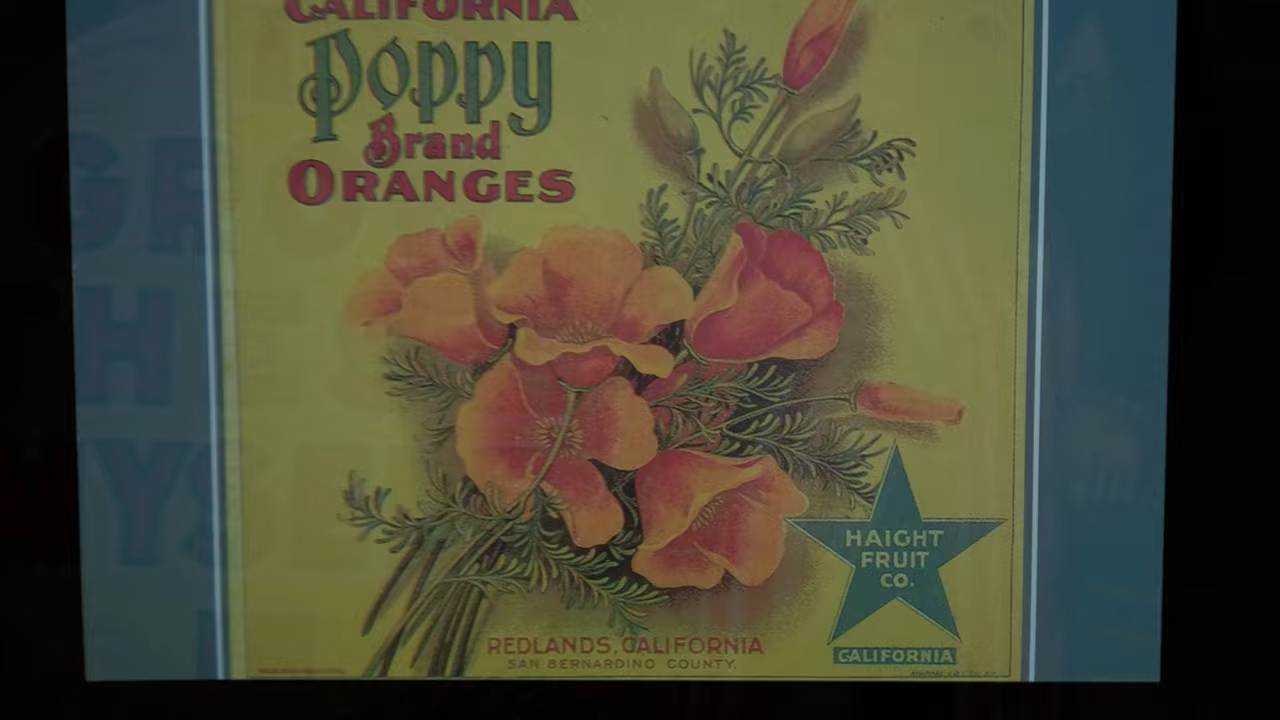 CALIFORNIA
Poppy
Brand
ORANGES
HAIGHT
FRUIT
CO.
REDLANDS, CALIFORNIA
SAN BERNARDINO COUNTY.
CALIFORNIA